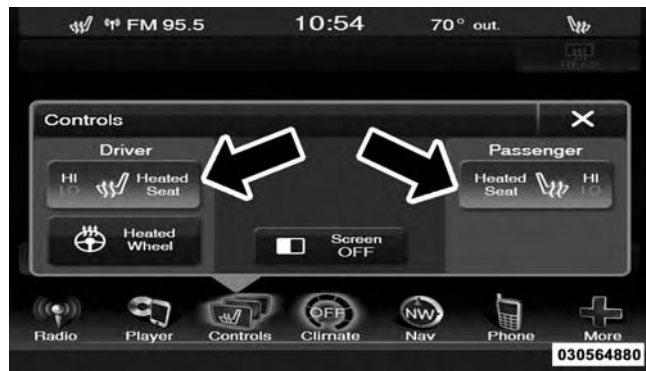 FM 95.5 10:54 70° out.
Controls
Driver Passenger
HI LO Heated Seat
Heated Seat HI LO
Heated Wheel
Screen OFF
OFF NW
Radio Player Controls Climate Nav Phone More
030564880